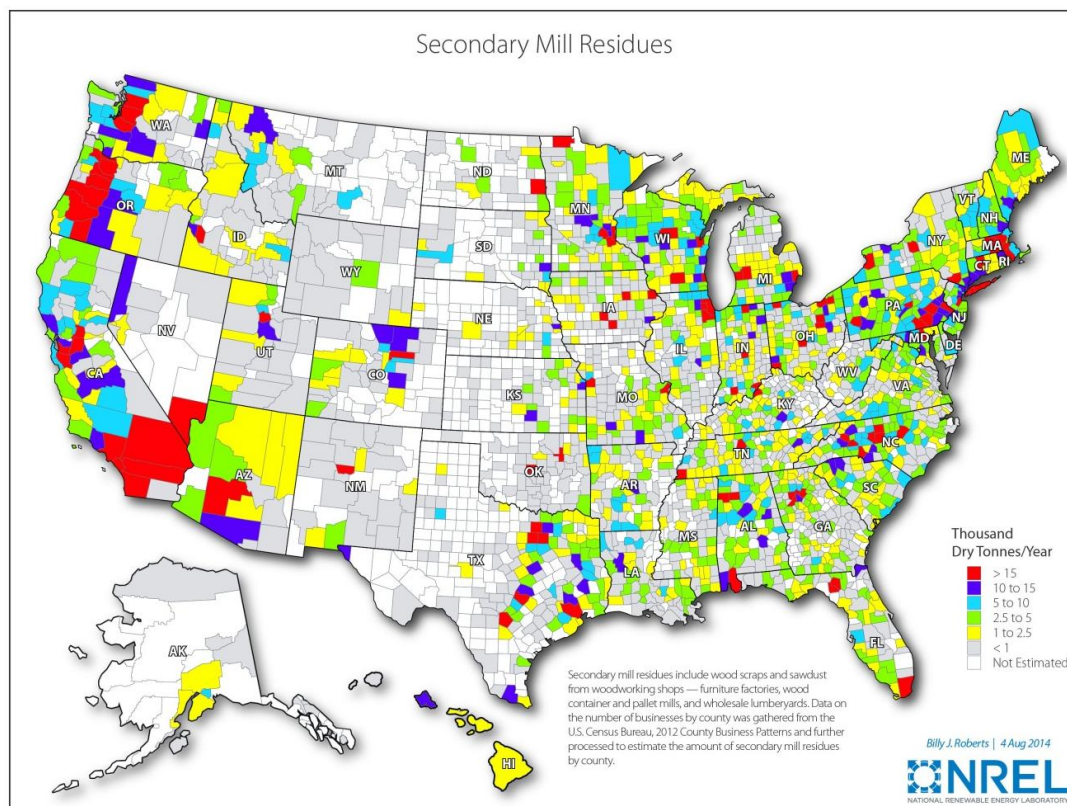 Secondary Mill Residues
WA
MT
ND
MN
ME
VT
NH
OR
ID
SD
WI
NY
MA
CT
RI
WY
MI
IA
PA
NJ
NE
NV
UT
CO
IL
IN
OH
MD
DE
CA
KS
MO
WV
VA
KY
AZ
NM
OK
AR
TN
NC
SC
MS
AL
GA
TX
LA
FL
AK
HI
Thousand
Dry Tonnes/Year
> 15
10 to 15
5 to 10
2.5 to 5
1 to 2.5
< 1
Not Estimated
Secondary mill residues include wood scraps and sawdust
from woodworking shops — furniture factories, wood
container and pallet mills, and wholesale lumberyards. Data on
the number of businesses by county was gathered from the
U.S. Census Bureau, 2012 County Business Patterns and further
processed to estimate the amount of secondary mill residues
by county.
Billy J. Roberts | 4 Aug 2014
NREL
NATIONAL RENEWABLE ENERGY LABORATORY